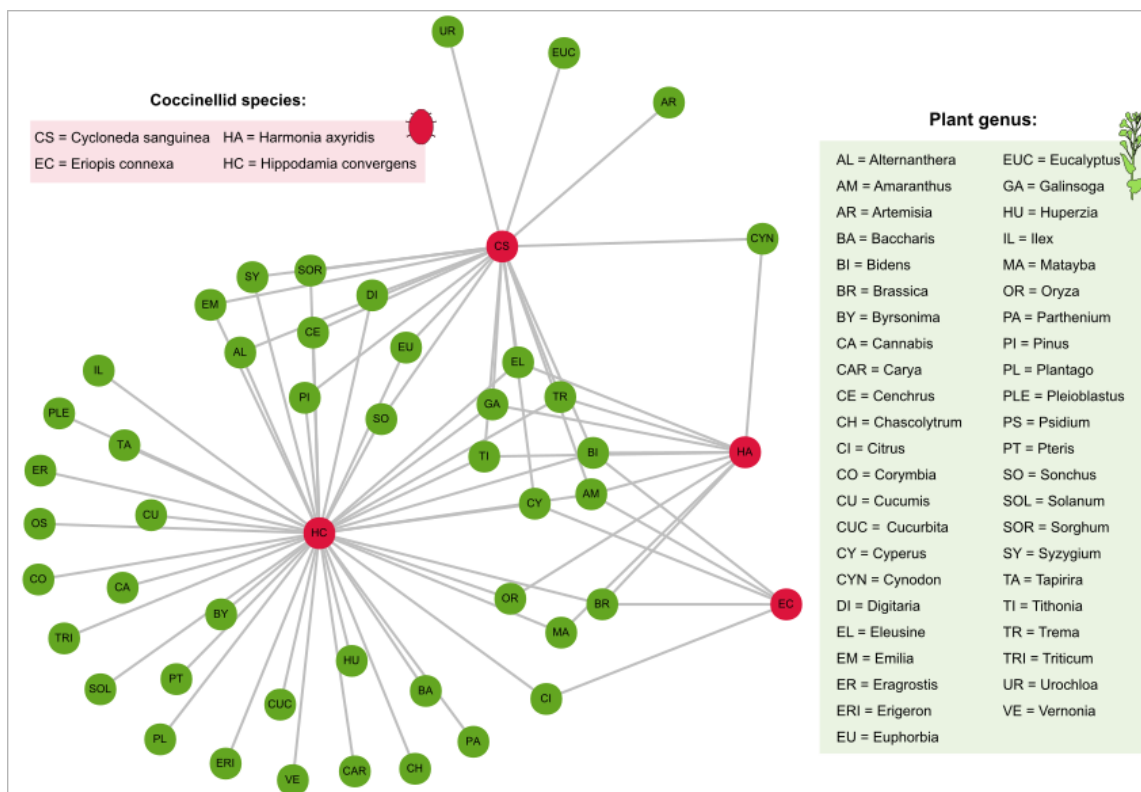 UR
EUC
AR
Coccinellid species:
CS = Cycloneda sanguinea HA = Harmonia axyridis
EC = Eriopis connexa HC = Hippodamia convergens
Plant genus:
AL = Alternanthera EUC = Eucalyptus
AM = Amaranthus GA = Galinsoga
AR = Artemisia HU = Huperzia
BA = Baccharis IL = Ilex
BI = Bidens MA = Matayba
BR = Brassica OR = Oryza
BY = Byrsonima PA = Parthenium
CA = Cannabis PI = Pinus
CAR = Carya PL = Plantago
CE = Cenchrus PLE = Pleioblastus
CH = Chascolytrum PS = Psidium
CI = Citrus PT = Pteris
CO = Corymbia SO = Sonchus
CU = Cucumis SOL = Solanum
CUC = Cucurbita SOR = Sorghum
CY = Cyperus SY = Syzygium
CYN = Cynodon TA = Tapirira
DI = Digitaria TI = Tithonia
EL = Eleusine TR = Trema
EM = Emilia TRI = Triticum
ER = Eragrostis UR = Urochloa
ERI = Erigeron VE = Vernonia
EU = Euphorbia
CYN
CS
SOR
SY
DI
EM
CE
EU
AL
EL
IL
PI
TR
GA
PLE
SO
TA
BI
HA
TI
ER
AM
CY
CU
OS
HC
CO
CA
OR
BR
EC
BY
MA
TRI
HU
PT
SOL
BA
CI
CUC
PL
PA
ERI
CH
CAR
VE